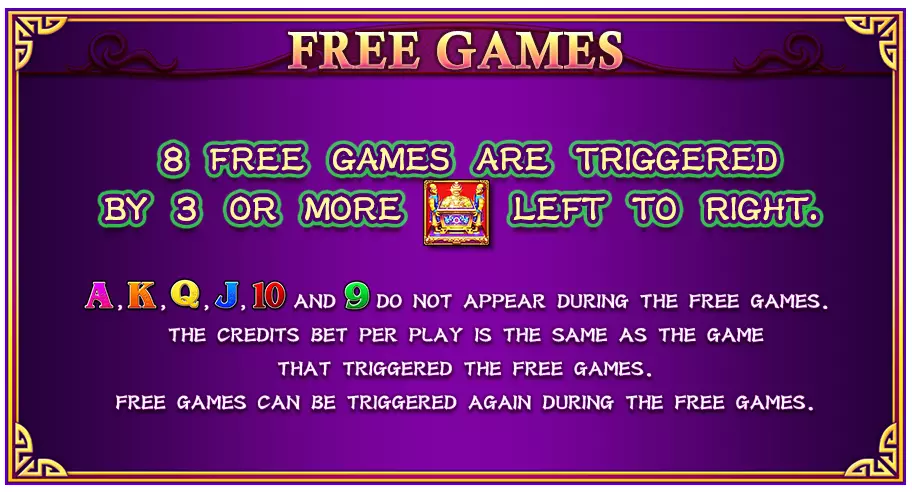 FREE GAMES
8 FREE GAMES ARE TRIGGERED
BY 3 OR MORE LEFT TO RIGHT.
A, K, Q, J, 10 AND 9 DO NOT APPEAR DURING THE FREE GAMES.
THE CREDITS BET PER PLAY IS THE SAME AS THE GAME
THAT TRIGGERED THE FREE GAMES.
FREE GAMES CAN BE TRIGGERED AGAIN DURING THE FREE GAMES.